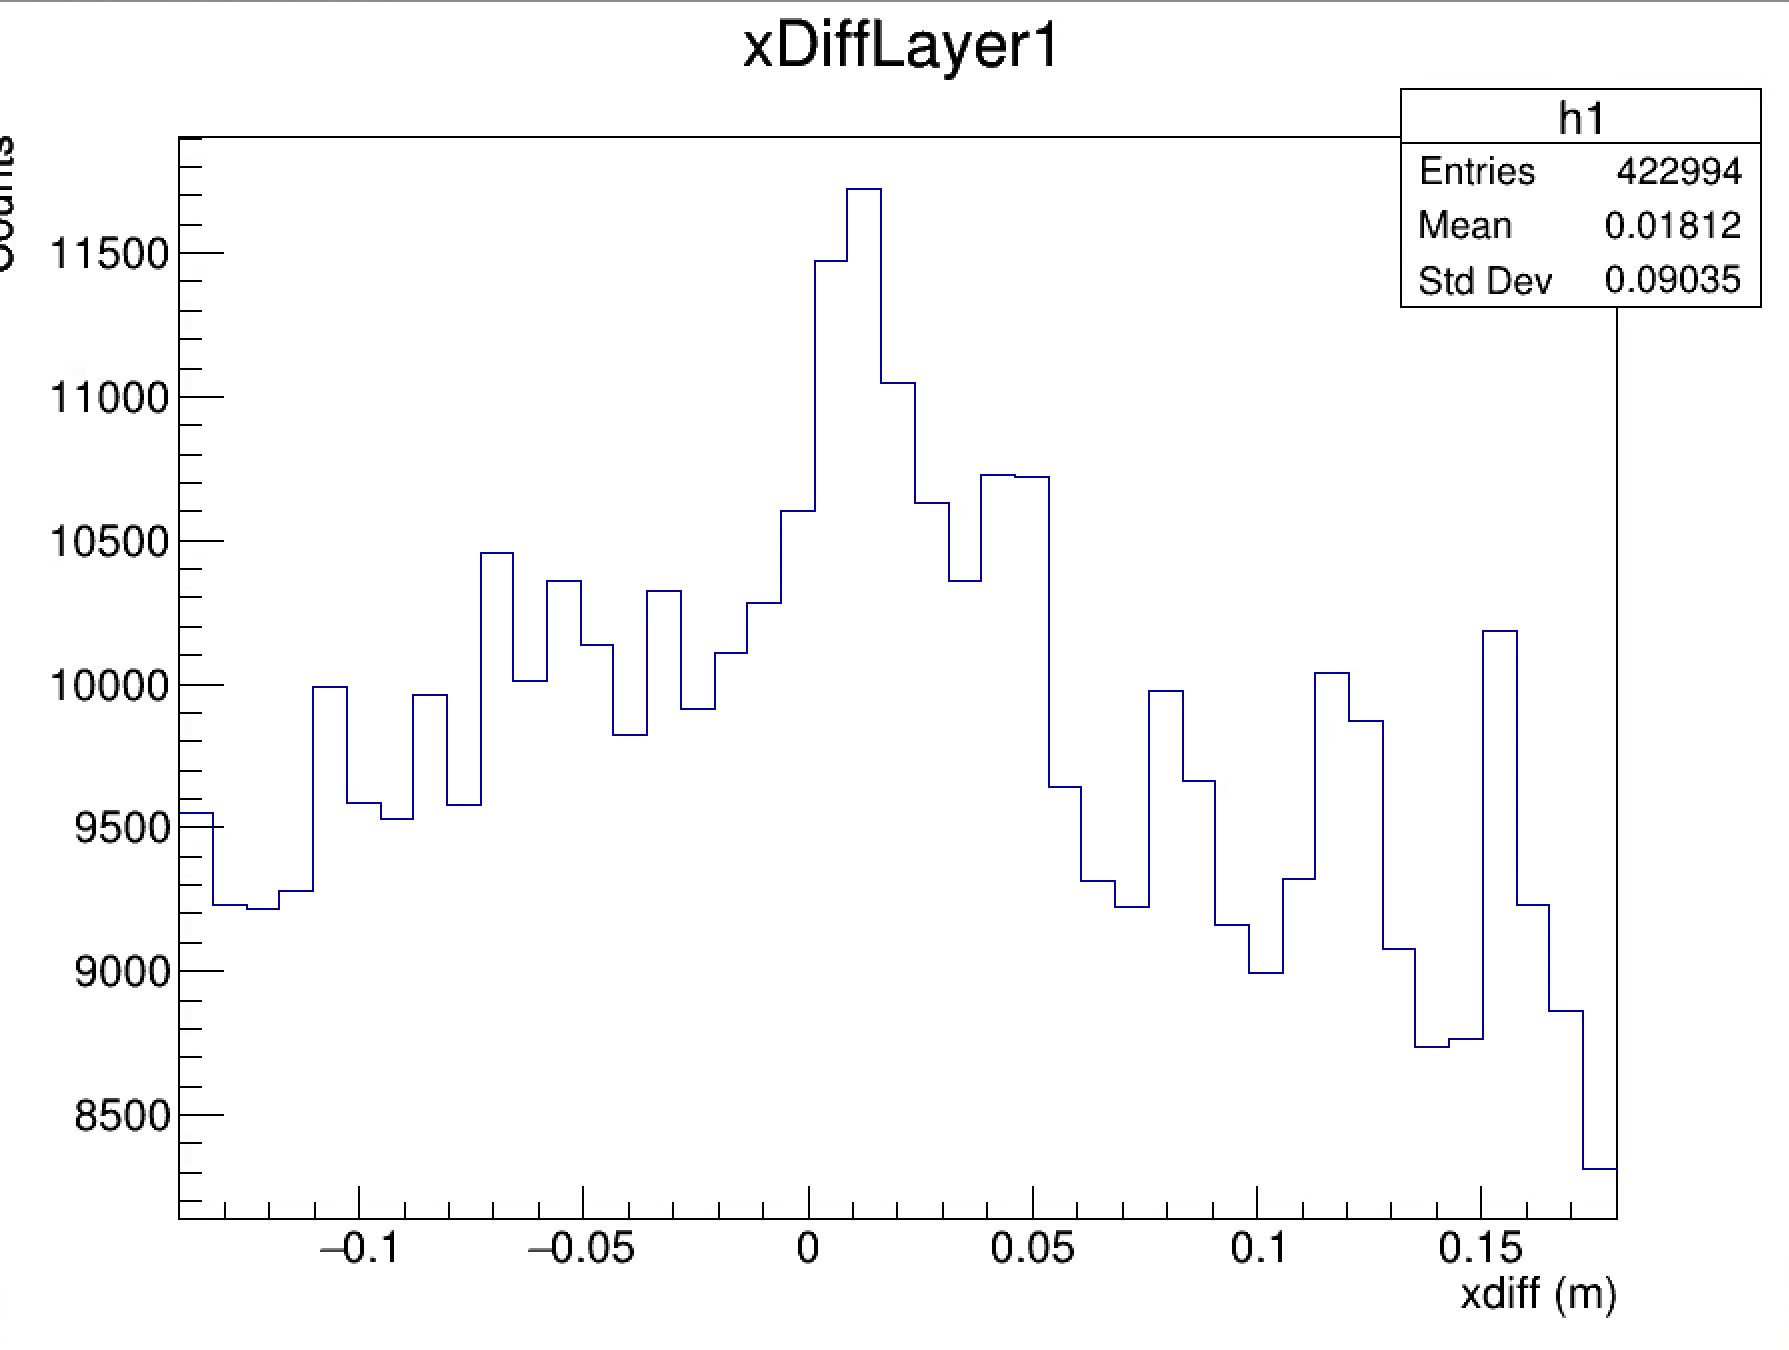 xDiffLayer1
h1
Entries 422994
Mean 0.01812
Std Dev 0.09035
11500
11000
10500
10000
9500
9000
8500
−0.1 −0.05 0 0.05 0.1 0.15
xdiff (m)